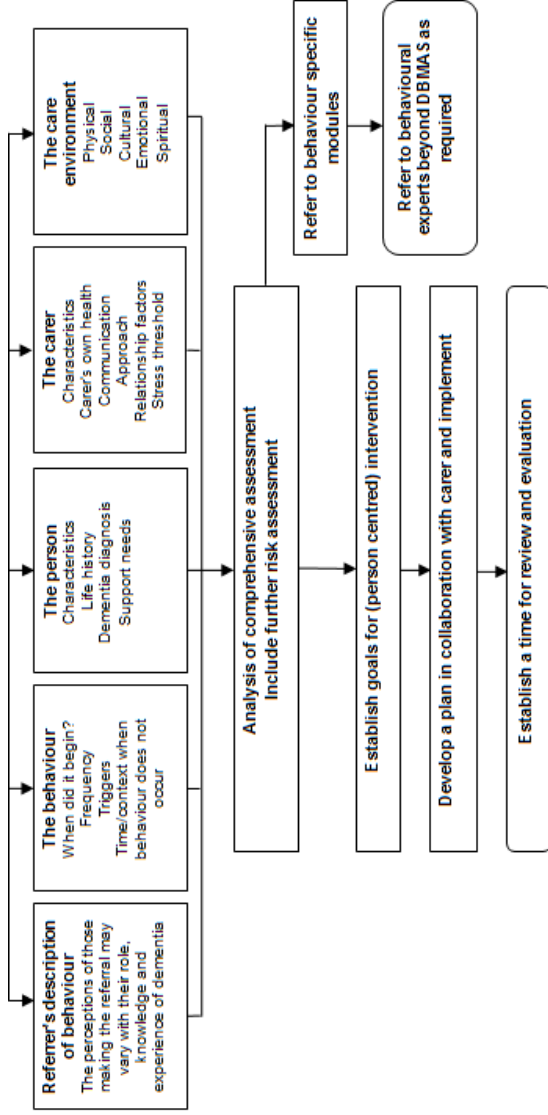 Referrer's description
of behaviour
The perceptions of those
making the referral may
vary with their role,
knowledge and
experience of dementia
The behaviour
When did it begin?
Frequency
Triggers
Time/context when
behaviour does not
occur
The person
Characteristics
Life history
Dementia diagnosis
Support needs
The carer
Characteristics
Carer's own health
Communication
Approach
Relationship factors
Stress threshold
The care
environment
Physical
Social
Cultural
Emotional
Spiritual
Analysis of comprehensive assessment
Include further risk assessment
Refer to behaviour specific
modules
Refer to behavioural
experts beyond DBMAS as
required
Establish goals for (person centred) intervention
Develop a plan in collaboration with carer and implement
Establish a time for review and evaluation